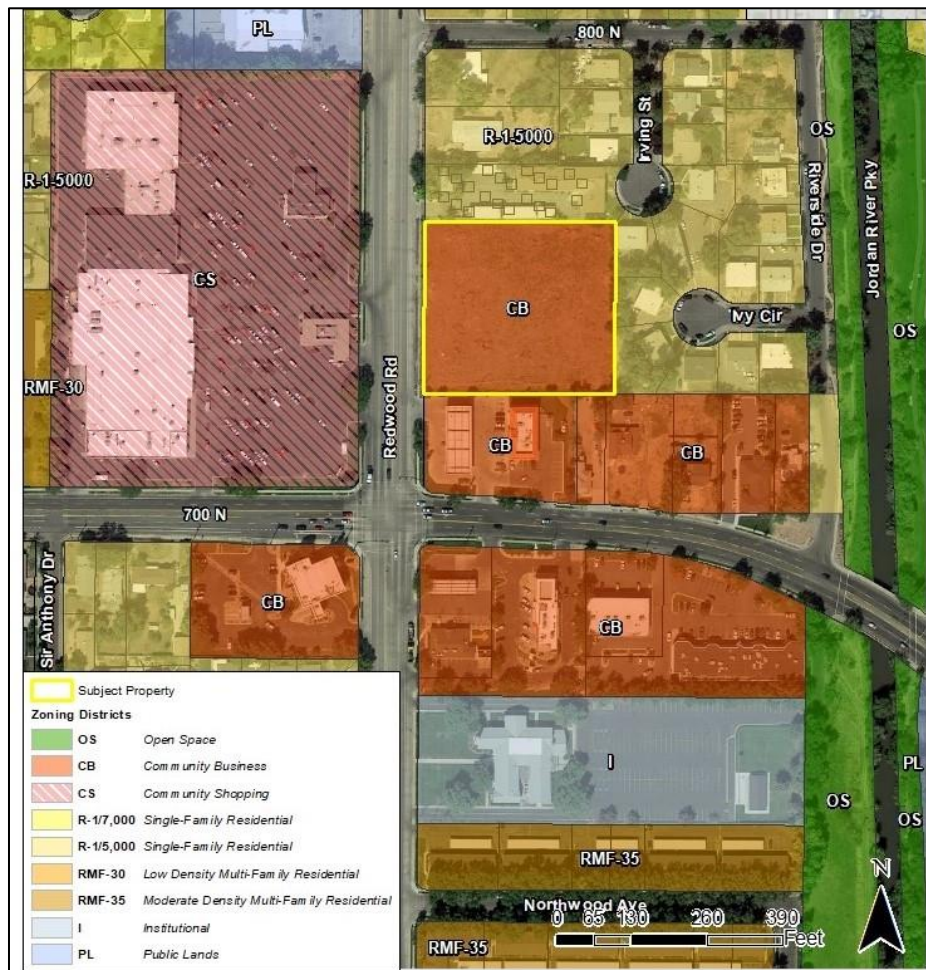 PL
800 N
R-1-5000
Irving St
OS
Riverside Dr
Jordan River Pky
R-1-5000
CS
CB
Ivy Cir
OS
RMF-30
Redwood Rd
CB
CB
700 N
Sir Anthony Dr
CB
CB
I
PL
OS
OS
RMF-35
Northwood Ave
RMF-35
N
0 65 130 260 390
Feet
Subject Property
Zoning Districts
OS Open Space
CB Community Business
CS Community Shopping
R-1/7,000 Single-Family Residential
R-1/5,000 Single-Family Residential
RMF-30 Low Density Multi-Family Residential
RMF-35 Moderate Density Multi-Family Residential
I Institutional
PL Public Lands